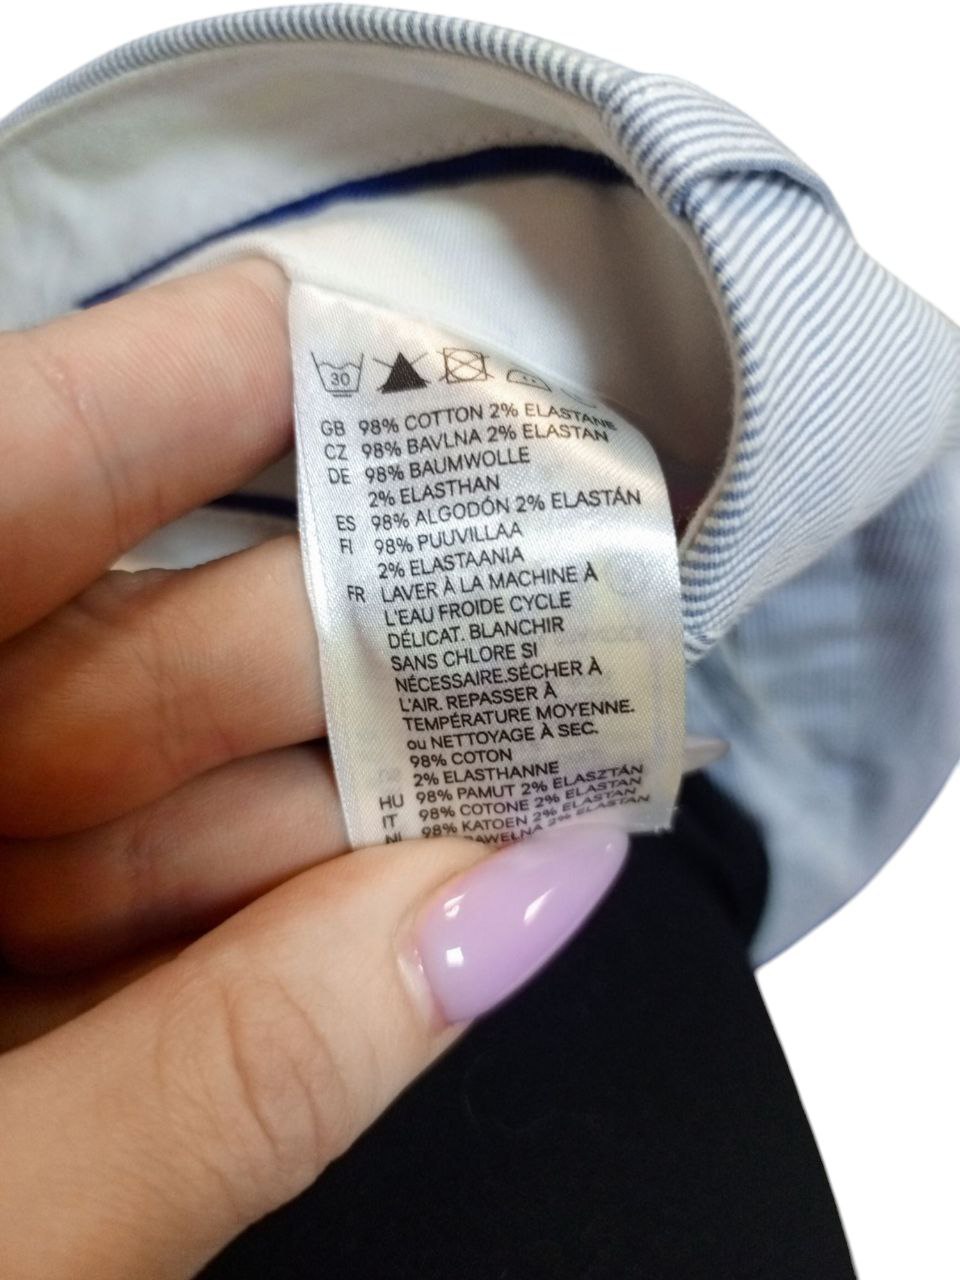 30
GB 98% COTTON 2% ELASTANE
CZ 98% BAVLNA 2% ELASTAN
DE 98% BAUMWOLLE
2% ELASTHAN
ES 98% ALGODÓN 2% ELASTÁN
FI 98% PUUVILLAA
2% ELASTAANIA
FR LAVER À LA MACHINE À
L'EAU FROIDE CYCLE
DÉLICAT. BLANCHIR
SANS CHLORE SI
NÉCESSAIRE.SÉCHER À
L'AIR. REPASSER À
TEMPÉRATURE MOYENNE.
ou NETTOYAGE À SEC.
98% COTON
2% ELASTHANNE
HU 98% PAMUT 2% ELASZTÁN
IT 98% COTONE 2% ELASTAN
NL 98% KATOEN 2% ELASTAN
2% ELASTAN